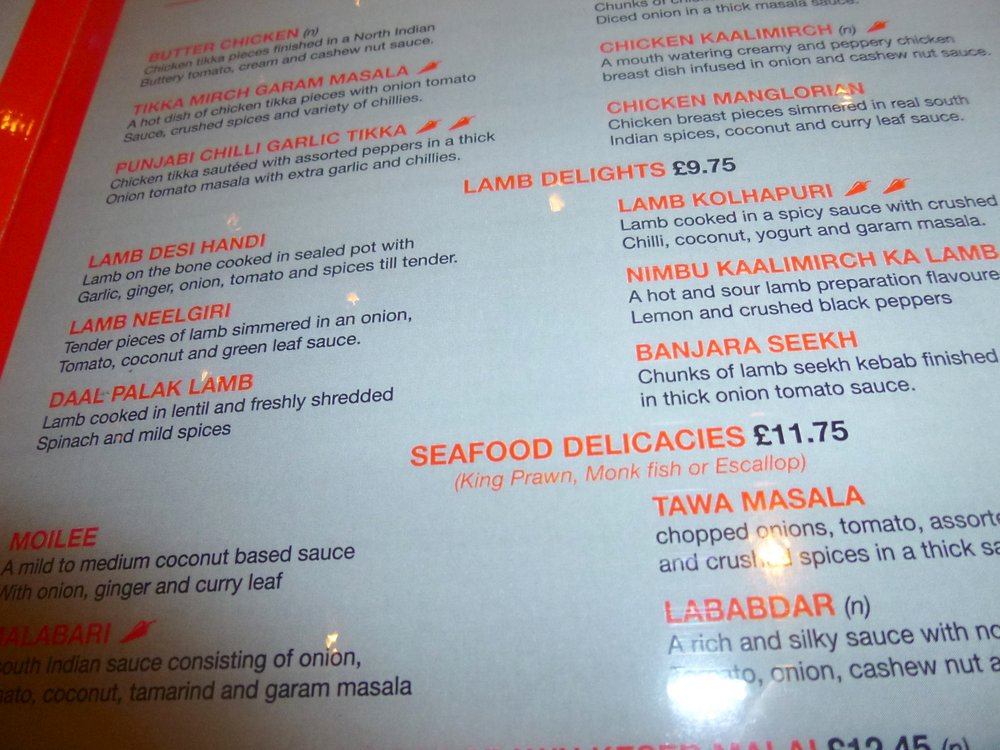 BUTTER CHICKEN (n)
Chicken tikka pieces finished in a North Indian
Buttery tomato, cream and cashew nut sauce.
TIKKA MIRCH GARAM MASALA
A hot dish of chicken tikka pieces with onion tomato
Sauce, crushed spices and variety of chillies.
PUNJABI CHILLI GARLIC TIKKA
Chicken tikka sautéed with assorted peppers in a thick
Onion tomato masala with extra garlic and chillies.
Chunks of
Diced onion in a thick masala sauce.
CHICKEN KAALIMIRCH (n)
A mouth watering creamy and peppery chicken
breast dish infused in onion and cashew nut sauce.
CHICKEN MANGLORIAN
Chicken breast pieces simmered in real south
Indian spices, coconut and curry leaf sauce.
LAMB DELIGHTS £9.75
LAMB DESI HANDI
Lamb on the bone cooked in sealed pot with
Garlic, ginger, onion, tomato and spices till tender.
LAMB NEELGIRI
Tender pieces of lamb simmered in an onion,
Tomato, coconut and green leaf sauce.
DAAL PALAK LAMB
Lamb cooked in lentil and freshly shredded
Spinach and mild spices
LAMB KOLHAPURI
Lamb cooked in a spicy sauce with crushed
Chilli, coconut, yogurt and garam masala.
NIMBU KAALIMIRCH KA LAMB
A hot and sour lamb preparation flavoure
Lemon and crushed black peppers
BANJARA SEEKH
Chunks of lamb seekh kebab finished
in thick onion tomato sauce.
SEAFOOD DELICACIES £11.75
(King Prawn, Monk fish or Escallop)
MOILEE
A mild to medium coconut based sauce
With onion, ginger and curry leaf
MALABARI
south Indian sauce consisting of onion,
ato, coconut, tamarind and garam masala
TAWA MASALA
chopped onions, tomato, assorte
and crushed spices in a thick sa
LABABDAR (n)
A rich and silky sauce with no
tomato, onion, cashew nut a
£12.45 (n)